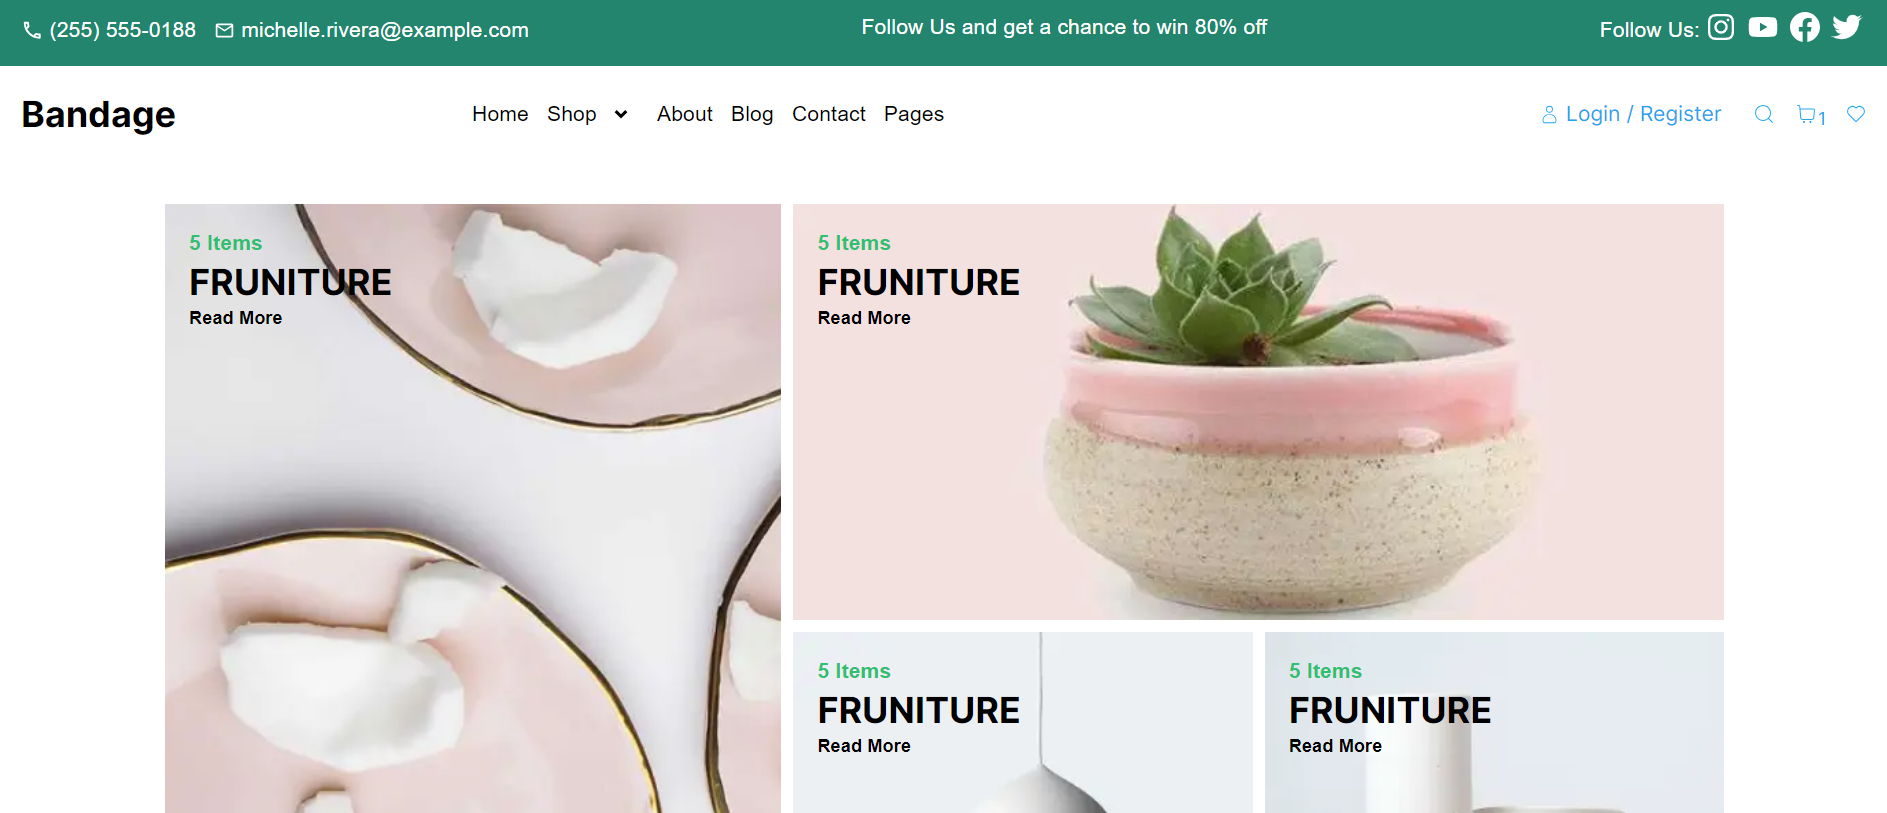 (255) 555-0188 michelle.rivera@example.com Follow Us and get a chance to win 80% off Follow Us:
Bandage Home Shop About Blog Contact Pages Login / Register 1
5 Items
FRUNITURE
Read More
5 Items
FRUNITURE
Read More
5 Items
FRUNITURE
Read More
5 Items
FRUNITURE
Read More